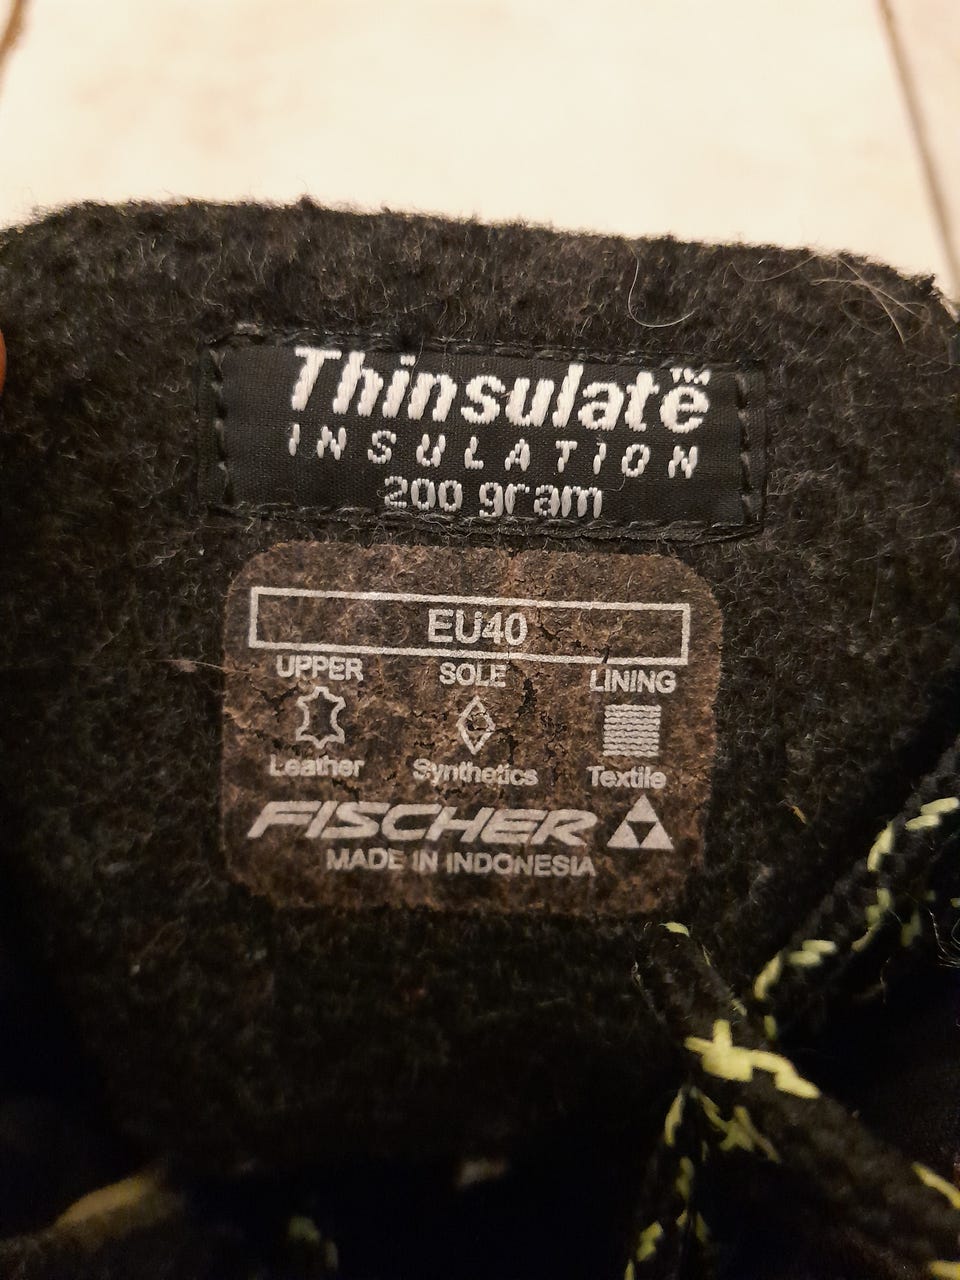 Thinsulate™
INSULATION
200 gram
EU40
UPPER SOLE LINING
Leather Synthetics Textile
FISCHER
MADE IN INDONESIA